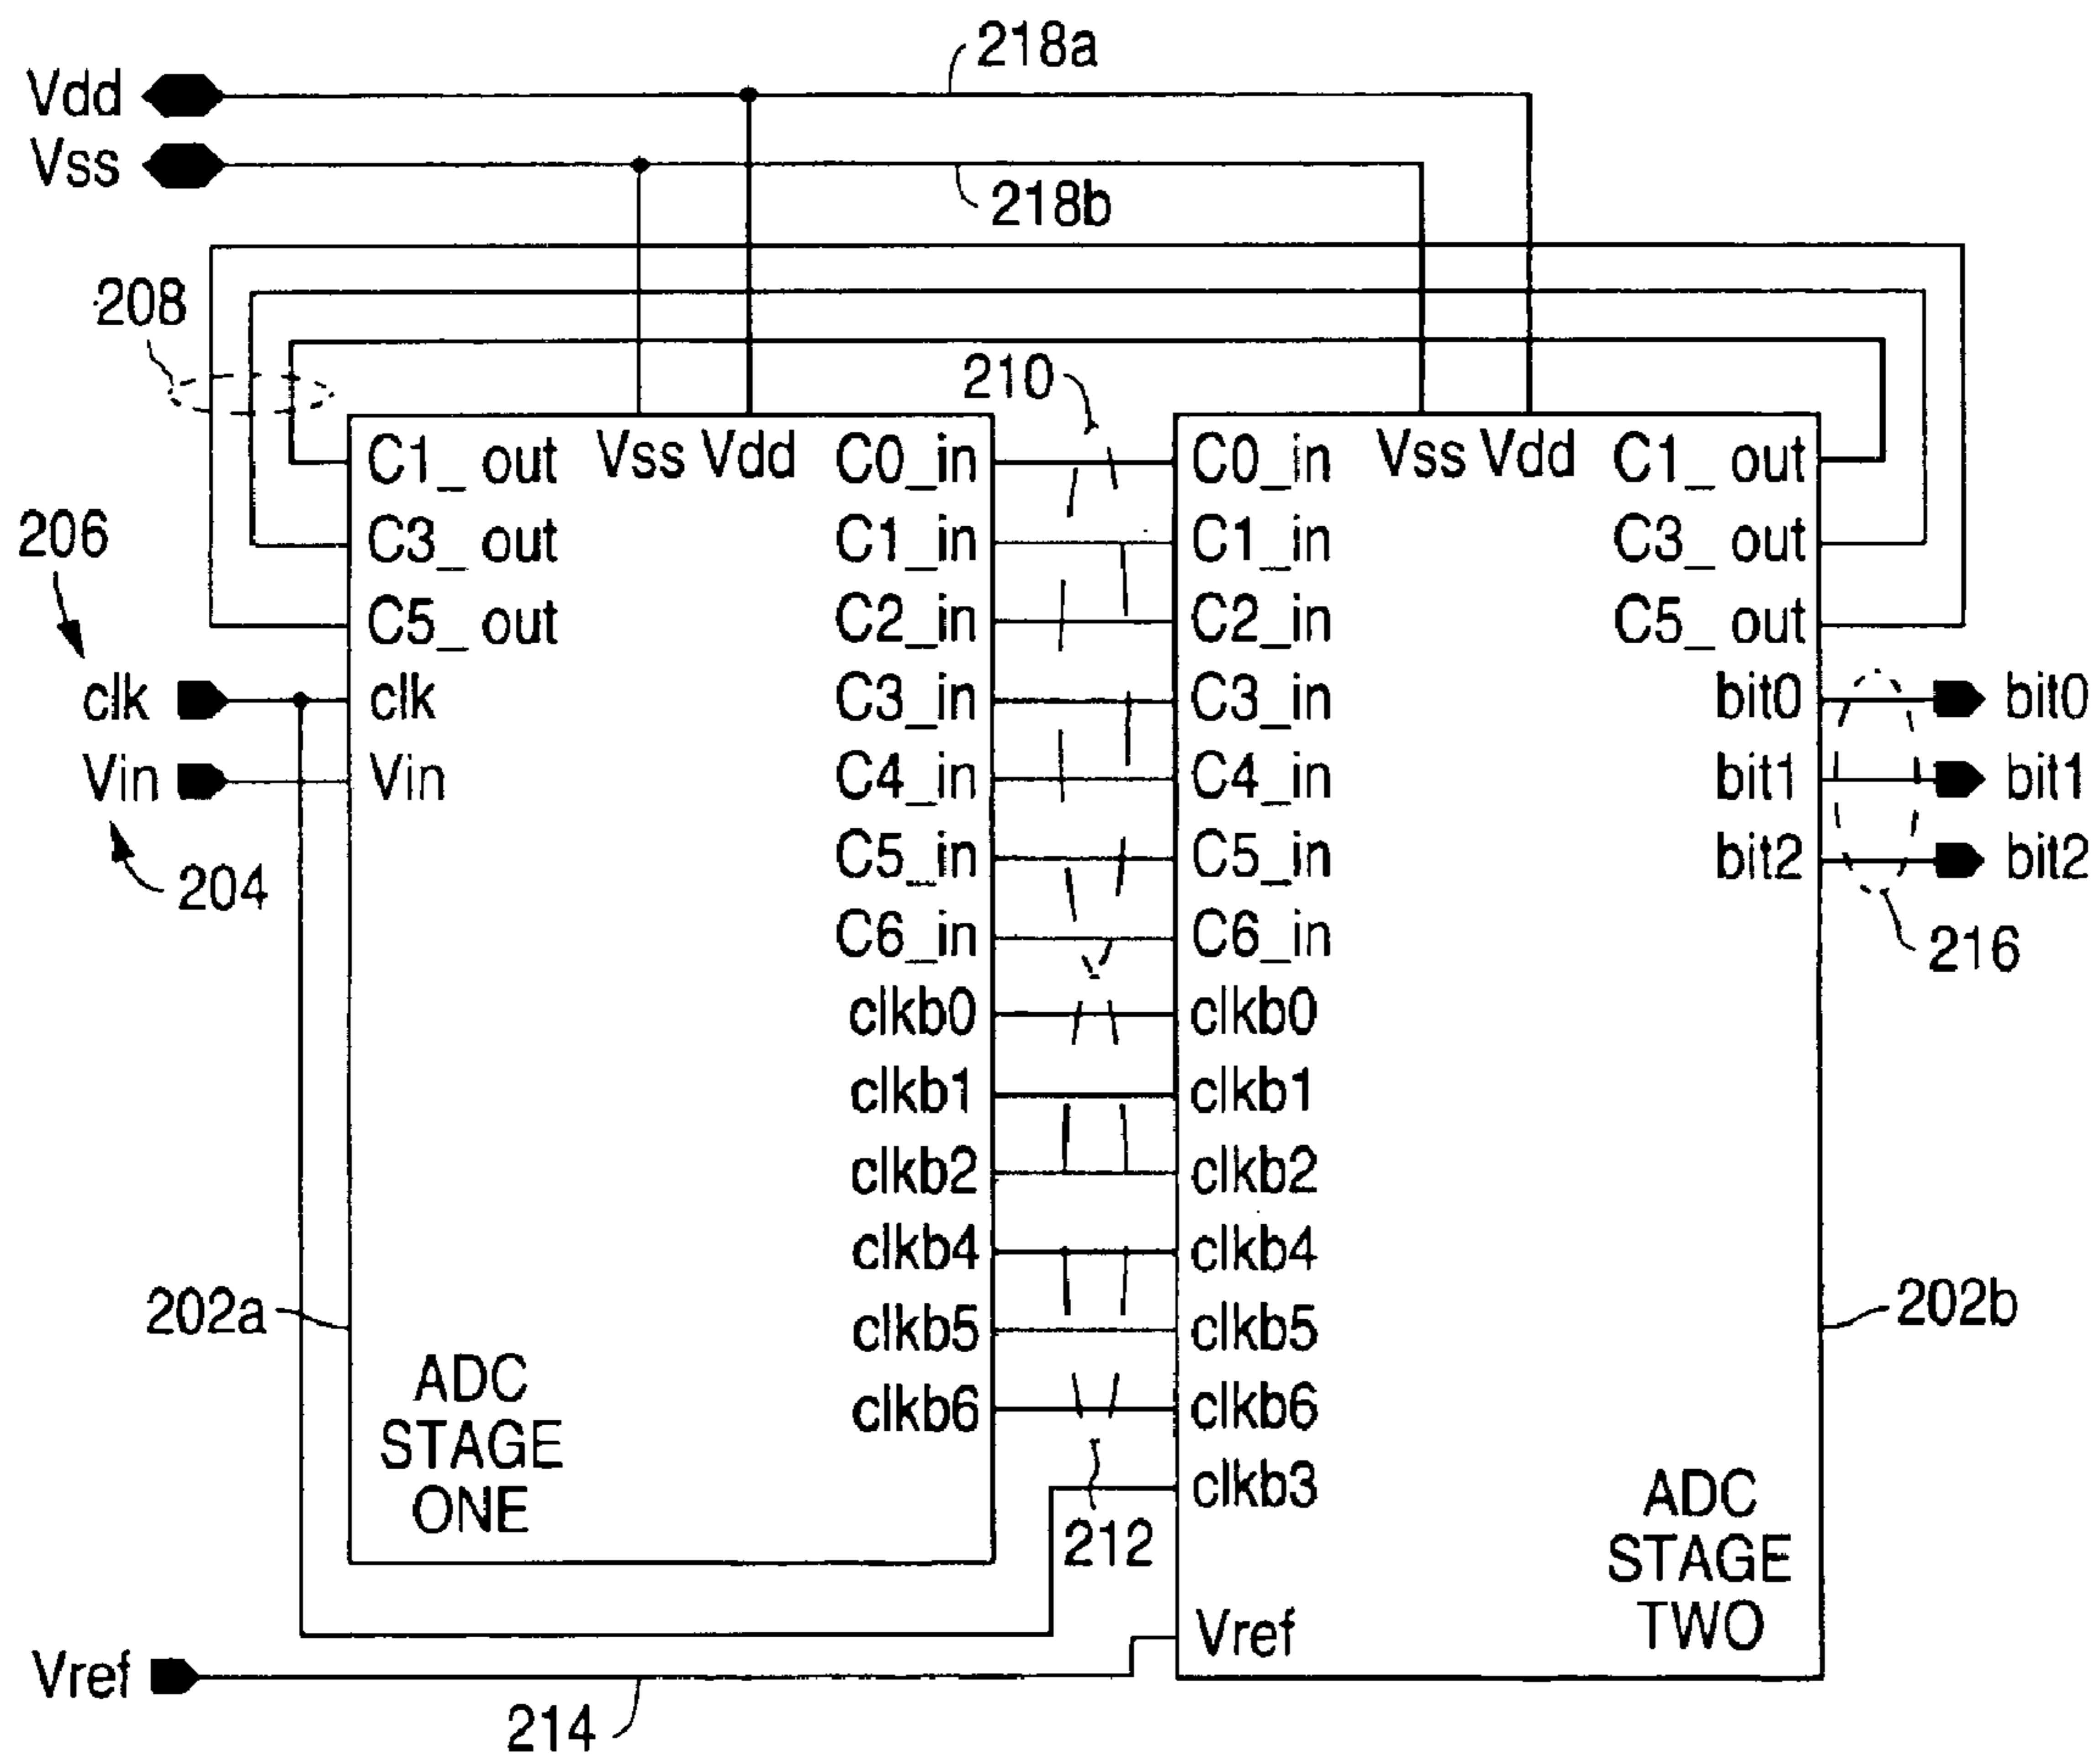 218a
Vdd
Vss
218b
208
210
C1_ out Vss Vdd C0_in
C0_in Vss Vdd C1_ out
206
C3_ out C1_in
C1_in C3_ out
C5_ out C2_in
C2_in C5_ out
clk clk C3_in
C3_in bit0 bit0
Vin Vin C4_in
C4_in bit1 bit1
204
C5_in
C5_in bit2 bit2
C6_in
C6_in
216
clkb0
clkb0
clkb1
clkb1
clkb2
clkb2
clkb4
clkb4
202a
202b
clkb5
clkb5
clkb6
clkb6
ADC
STAGE
ONE
clkb3
212
ADC
STAGE
TWO
Vref
Vref
214